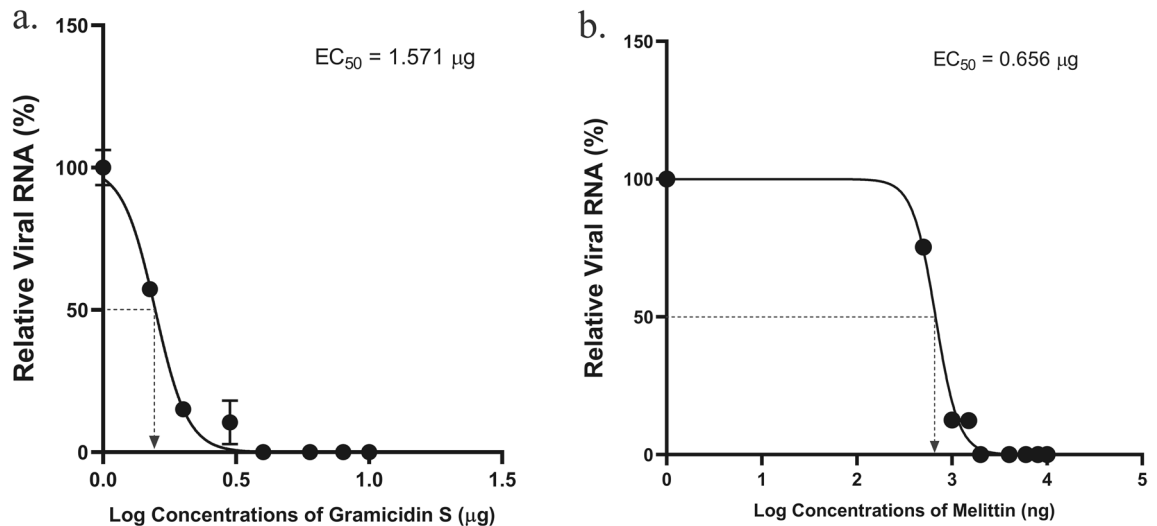 a.
150
100
50
0
Relative Viral RNA (%)
EC50 = 1.571 μg
0.0
0.5
1.0
1.5
Log Concentrations of Gramicidin S (μg)
b.
150
100
50
0
Relative Viral RNA (%)
EC50 = 0.656 μg
0
1
2
3
4
5
Log Concentrations of Melittin (ng)